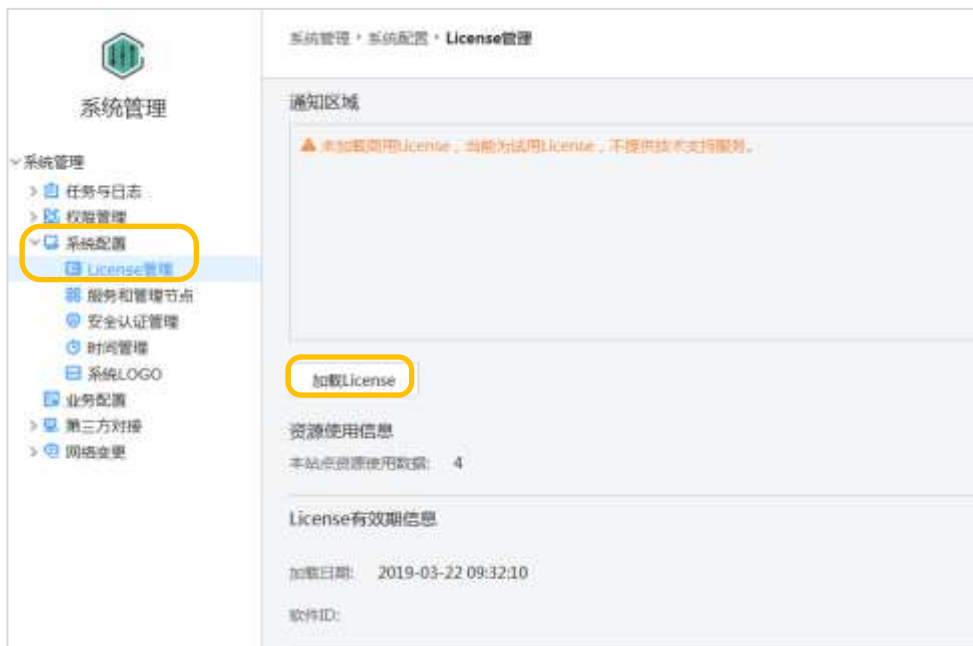 系统管理
系统管理
任务与日志
权限管理
系统配置
License管理
服务和管理节点
安全认证管理
时间管理
系统LOGO
业务配置
第三方对接
网络变更
系统管理 › 系统配置 › License管理
通知区域
未加载商用License，当前为试用License，不提供技术支持服务。
加载License
资源使用信息
本站点资源使用数据: 4
License有效期信息
加载日期: 2019-03-22 09:32:10
软件ID: